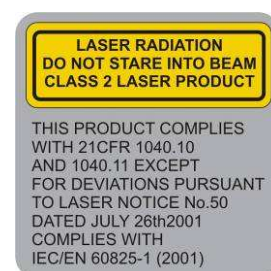 LASER RADIATION
DO NOT STARE INTO BEAM
CLASS 2 LASER PRODUCT
THIS PRODUCT COMPLIES
WITH 21CFR 1040.10
AND 1040.11 EXCEPT
FOR DEVIATIONS PURSUANT
TO LASER NOTICE No.50
DATED JULY 26th2001
COMPLIES WITH
IEC/EN 60825-1 (2001)